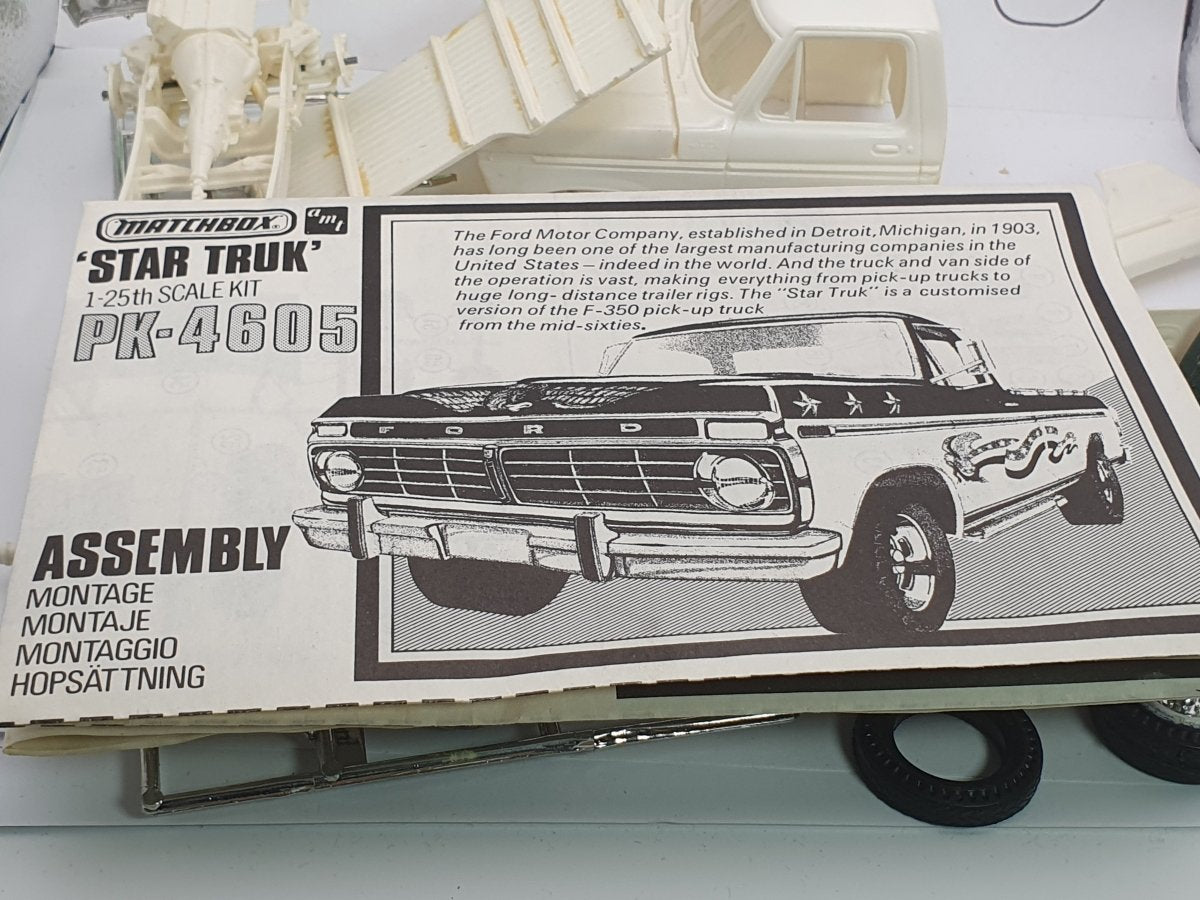 MATCHBOX amt
'STAR TRUK'
1-25th SCALE KIT
PK-4605
The Ford Motor Company, established in Detroit, Michigan, in 1903,
has long been one of the largest manufacturing companies in the
United States – indeed in the world. And the truck and van side of
the operation is vast, making everything from pick-up trucks to
huge long- distance trailer rigs. The "Star Truk" is a customised
version of the F-350 pick-up truck
from the mid-sixties.
FORD
ASSEMBLY
MONTAGE
MONTAJE
MONTAGGIO
HOPSÄTTNING